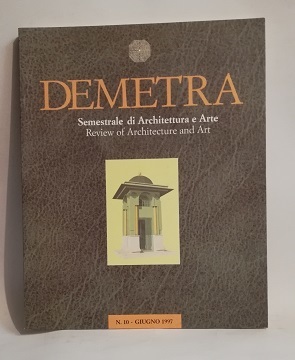 DEMETRA
Semestrale di Architettura e Arte
Review of Architecture and Art
N. 10 - GIUGNO 1997